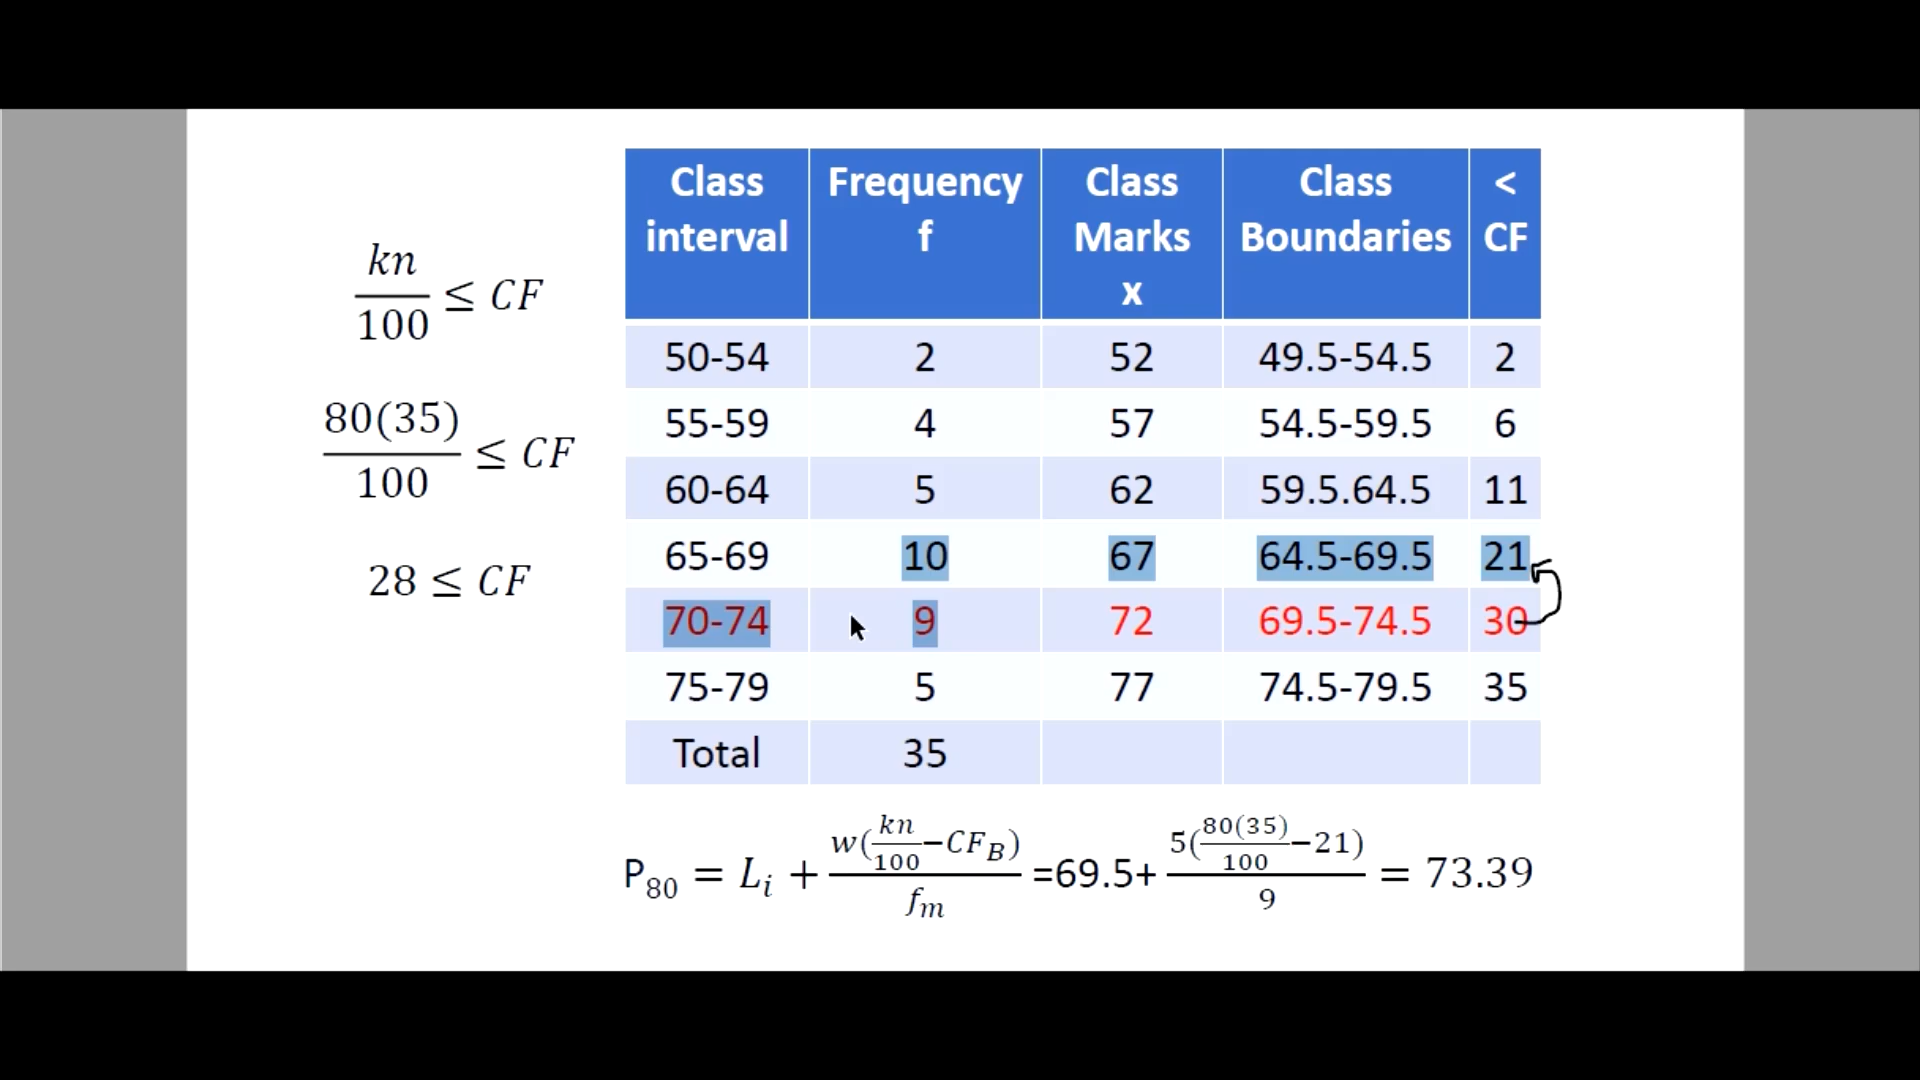 kn/100 ≤ CF
80(35)/100 ≤ CF
28 ≤ CF
Class interval Frequency f Class Marks x Class Boundaries < CF
50-54 2 52 49.5-54.5 2
55-59 4 57 54.5-59.5 6
60-64 5 62 59.5.64.5 11
65-69 10 67 64.5-69.5 21
70-74 9 72 69.5-74.5 30
75-79 5 77 74.5-79.5 35
Total 35
P₈₀ = Lᵢ + w(kn/100−CF_B)/fₘ =69.5+ 5(80(35)/100−21)/9 = 73.39